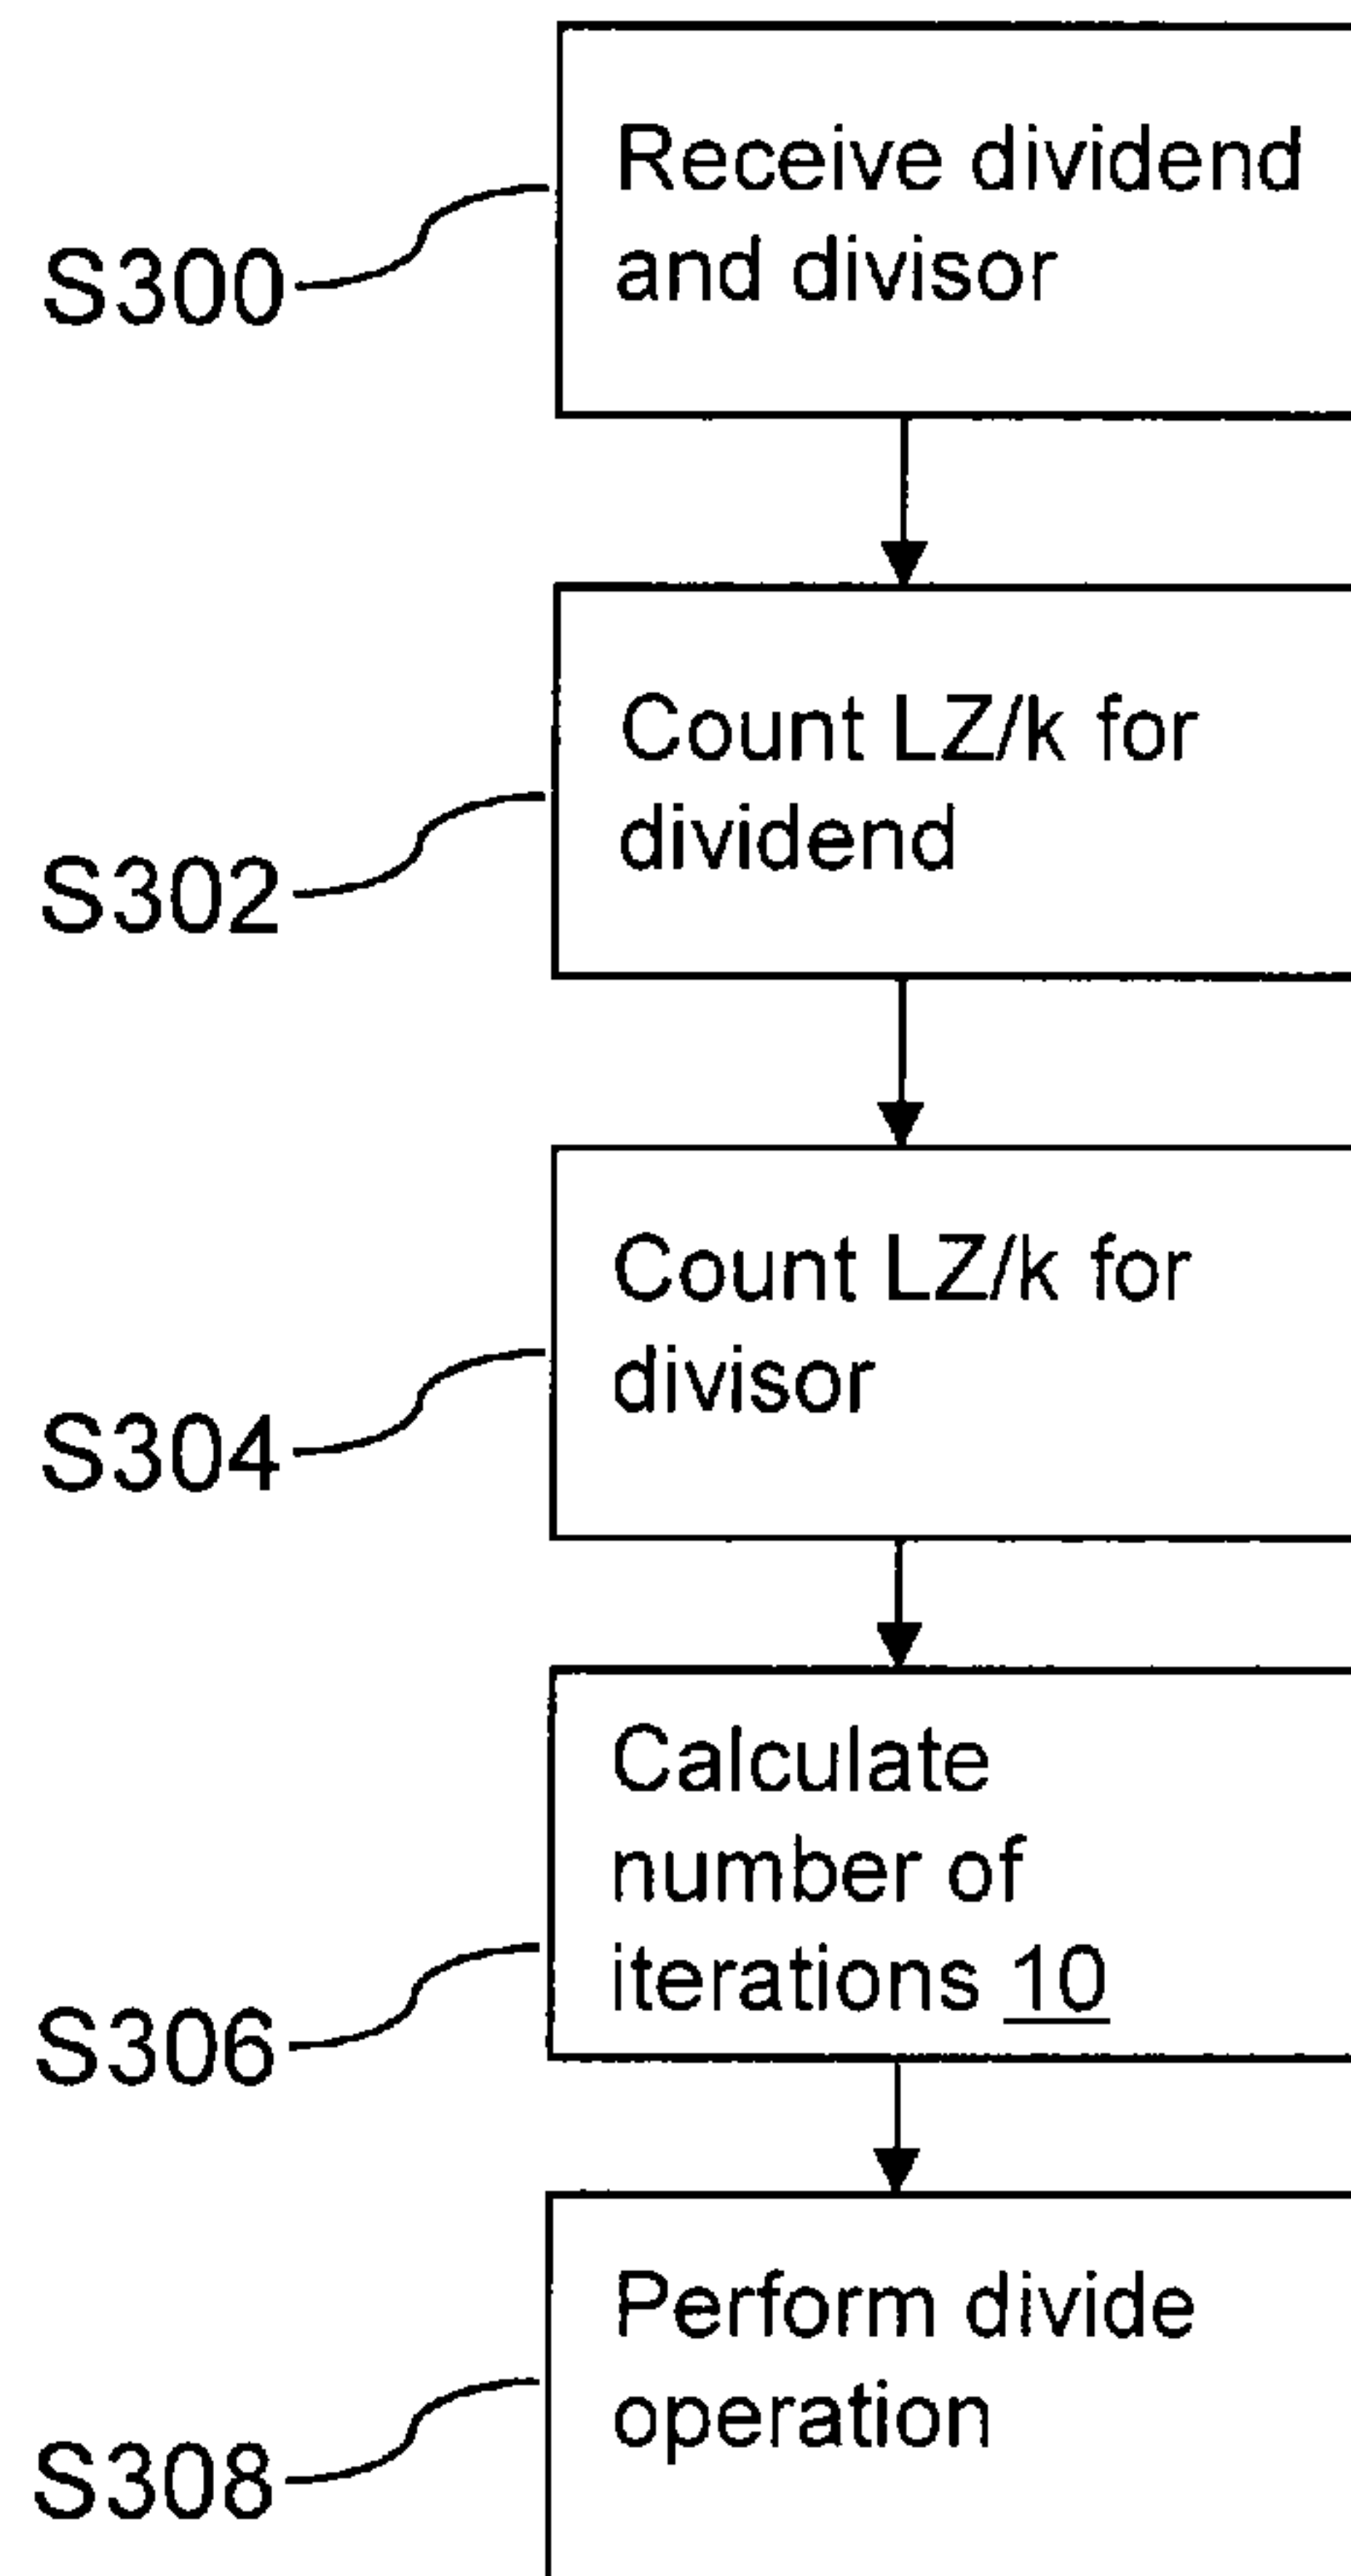 Receive dividend
and divisor
S300
Count LZ/k for
dividend
S302
Count LZ/k for
divisor
S304
Calculate
number of
iterations 10
S306
Perform divide
operation
S308